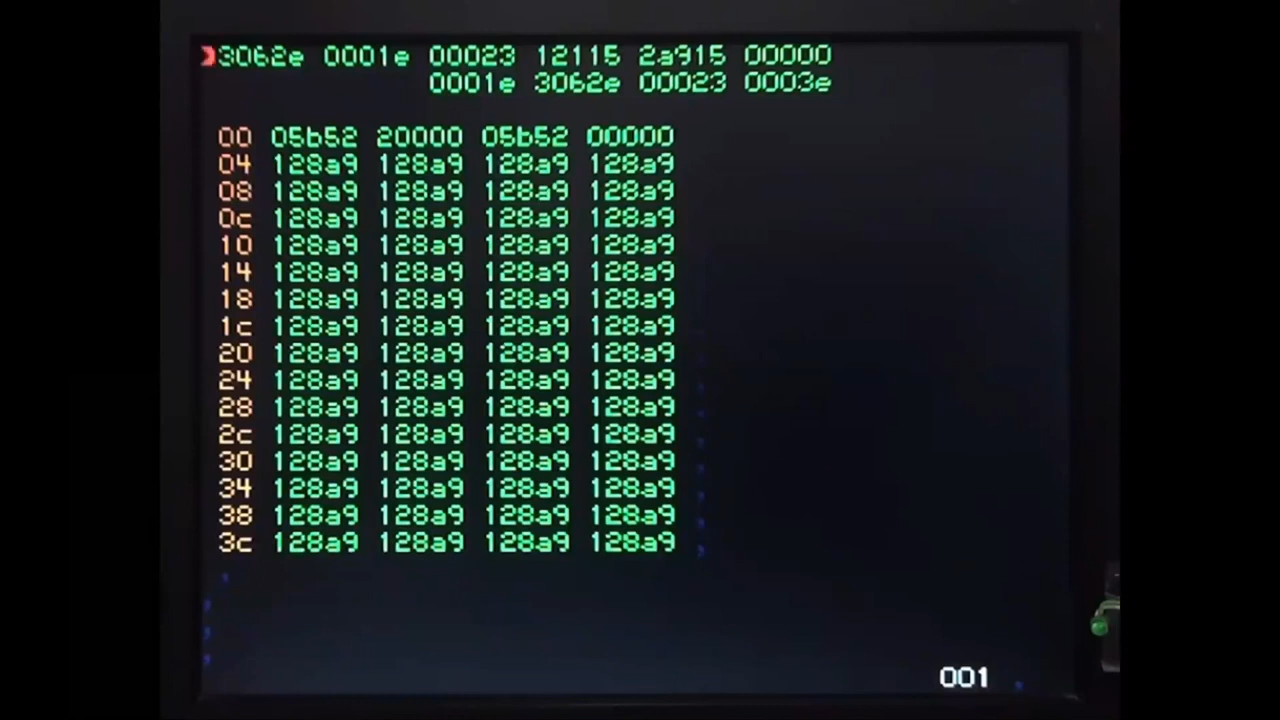 3062e 0001e 00023 12115 2a915 00000
0001e 3062e 00023 0003e
00 05b52 20000 05b52 00000
04 128a9 128a9 128a9 128a9
08 128a9 128a9 128a9 128a9
0c 128a9 128a9 128a9 128a9
10 128a9 128a9 128a9 128a9
14 128a9 128a9 128a9 128a9
18 128a9 128a9 128a9 128a9
1c 128a9 128a9 128a9 128a9
20 128a9 128a9 128a9 128a9
24 128a9 128a9 128a9 128a9
28 128a9 128a9 128a9 128a9
2c 128a9 128a9 128a9 128a9
30 128a9 128a9 128a9 128a9
34 128a9 128a9 128a9 128a9
38 128a9 128a9 128a9 128a9
3c 128a9 128a9 128a9 128a9
001